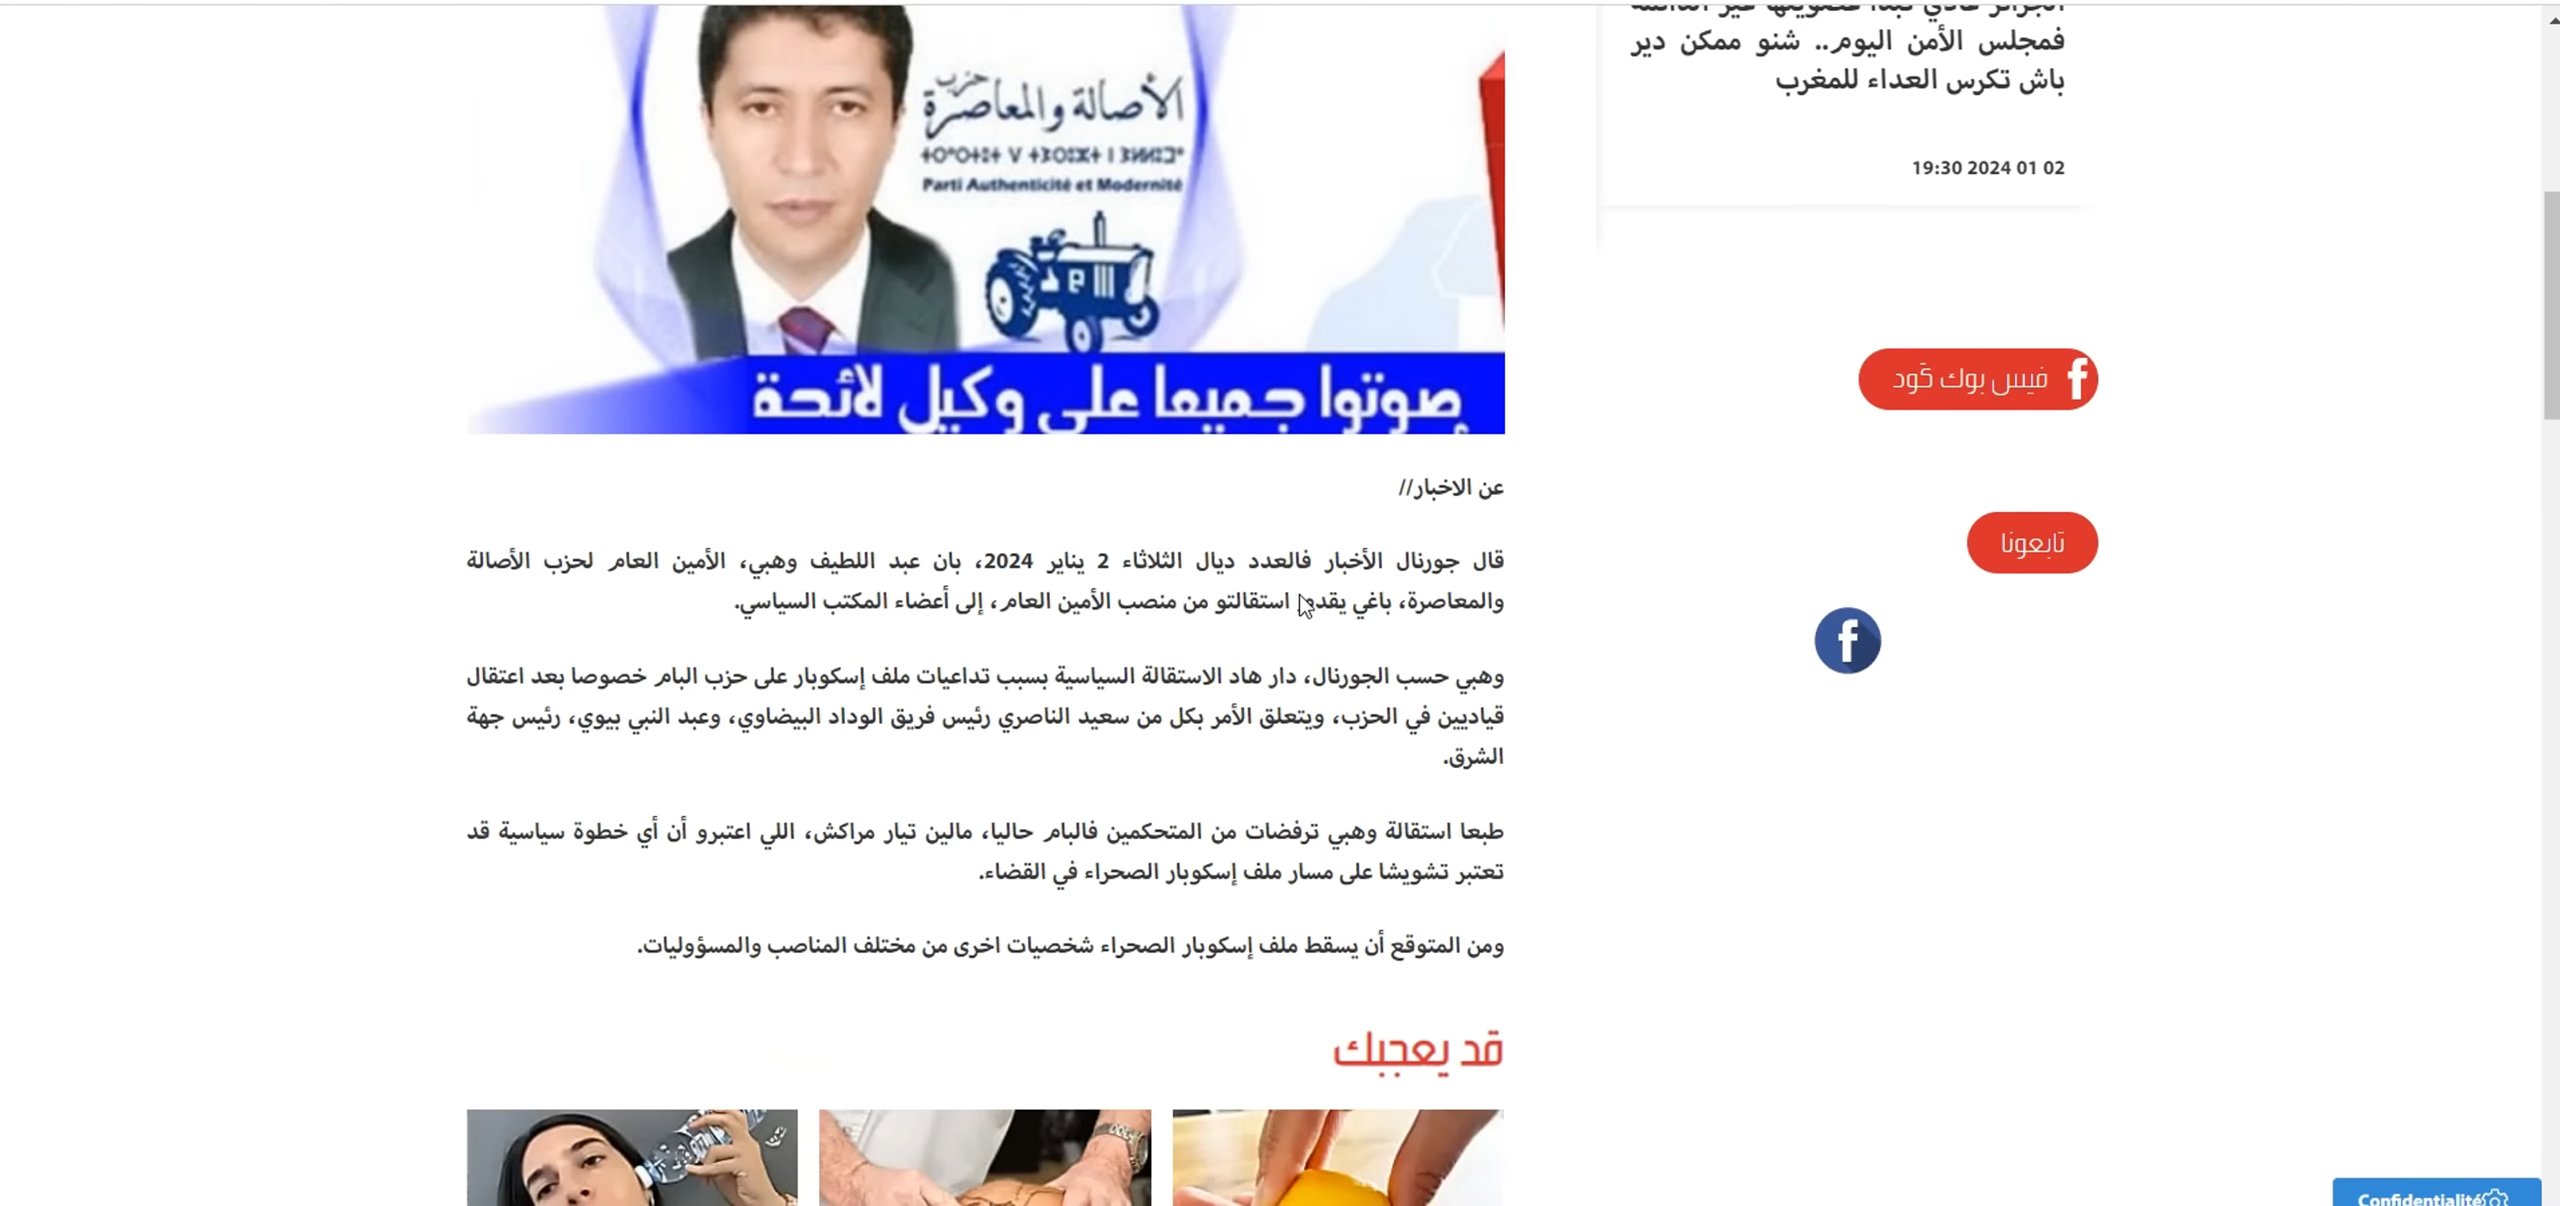 حزب
الأصالة والمعاصرة
Parti Authenticité et Modernité
إصوتوا جميعا على وكيل لائحة
عن الاخبار//
قال جورنال الأخبار فالعدد ديال الثلاثاء 2 يناير 2024، بان عبد اللطيف وهبي، الأمين العام لحزب الأصالة
والمعاصرة، باغي يقدم استقالتو من منصب الأمين العام، إلى أعضاء المكتب السياسي.
وهبي حسب الجورنال، دار هاد الاستقالة السياسية بسبب تداعيات ملف إسكوبار على حزب البام خصوصا بعد اعتقال
قياديين في الحزب، ويتعلق الأمر بكل من سعيد الناصري رئيس فريق الوداد البيضاوي، وعبد النبي بيوي، رئيس جهة
الشرق.
طبعا استقالة وهبي ترفضات من المتحكمين فالبام حاليا، مالين تيار مراكش، اللي اعتبرو أن أي خطوة سياسية قد
تعتبر تشويشا على مسار ملف إسكوبار الصحراء في القضاء.
ومن المتوقع أن يسقط ملف إسكوبار الصحراء شخصيات اخرى من مختلف المناصب والمسؤوليات.
قد يعجبك
فمجلس الأمن اليوم.. شنو ممكن دير
باش تكرس العداء للمغرب
19:30 2024 01 02
فيس بوك ݣود
تابعونا
Confidentialité